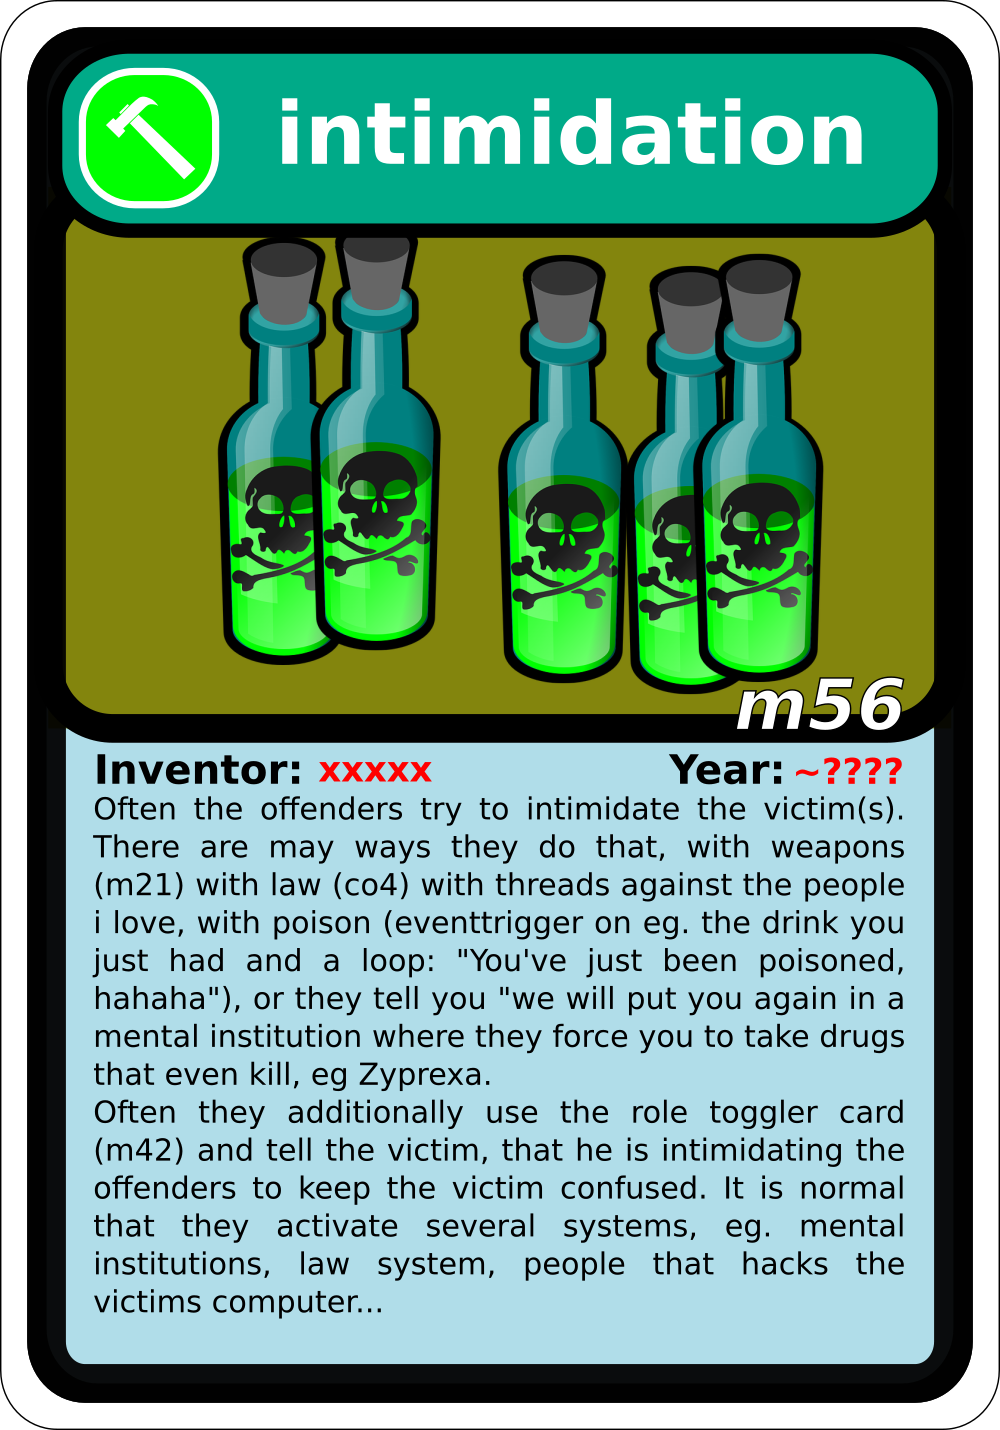 intimidation
m56
Inventor: xxxxx Year: ~????
Often the offenders try to intimidate the victim(s).
There are may ways they do that, with weapons
(m21) with law (co4) with threads against the people
i love, with poison (eventtrigger on eg. the drink you
just had and a loop: "You've just been poisoned,
hahaha"), or they tell you "we will put you again in a
mental institution where they force you to take drugs
that even kill, eg Zyprexa.
Often they additionally use the role toggler card
(m42) and tell the victim, that he is intimidating the
offenders to keep the victim confused. It is normal
that they activate several systems, eg. mental
institutions, law system, people that hacks the
victims computer...